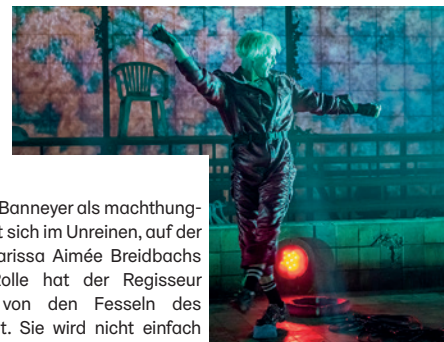 Banneyer als machthung-
t sich im Unreinen, auf der
arissa Aimée Breidbachs
Rolle hat der Regisseur
von den Fesseln des
t. Sie wird nicht einfach